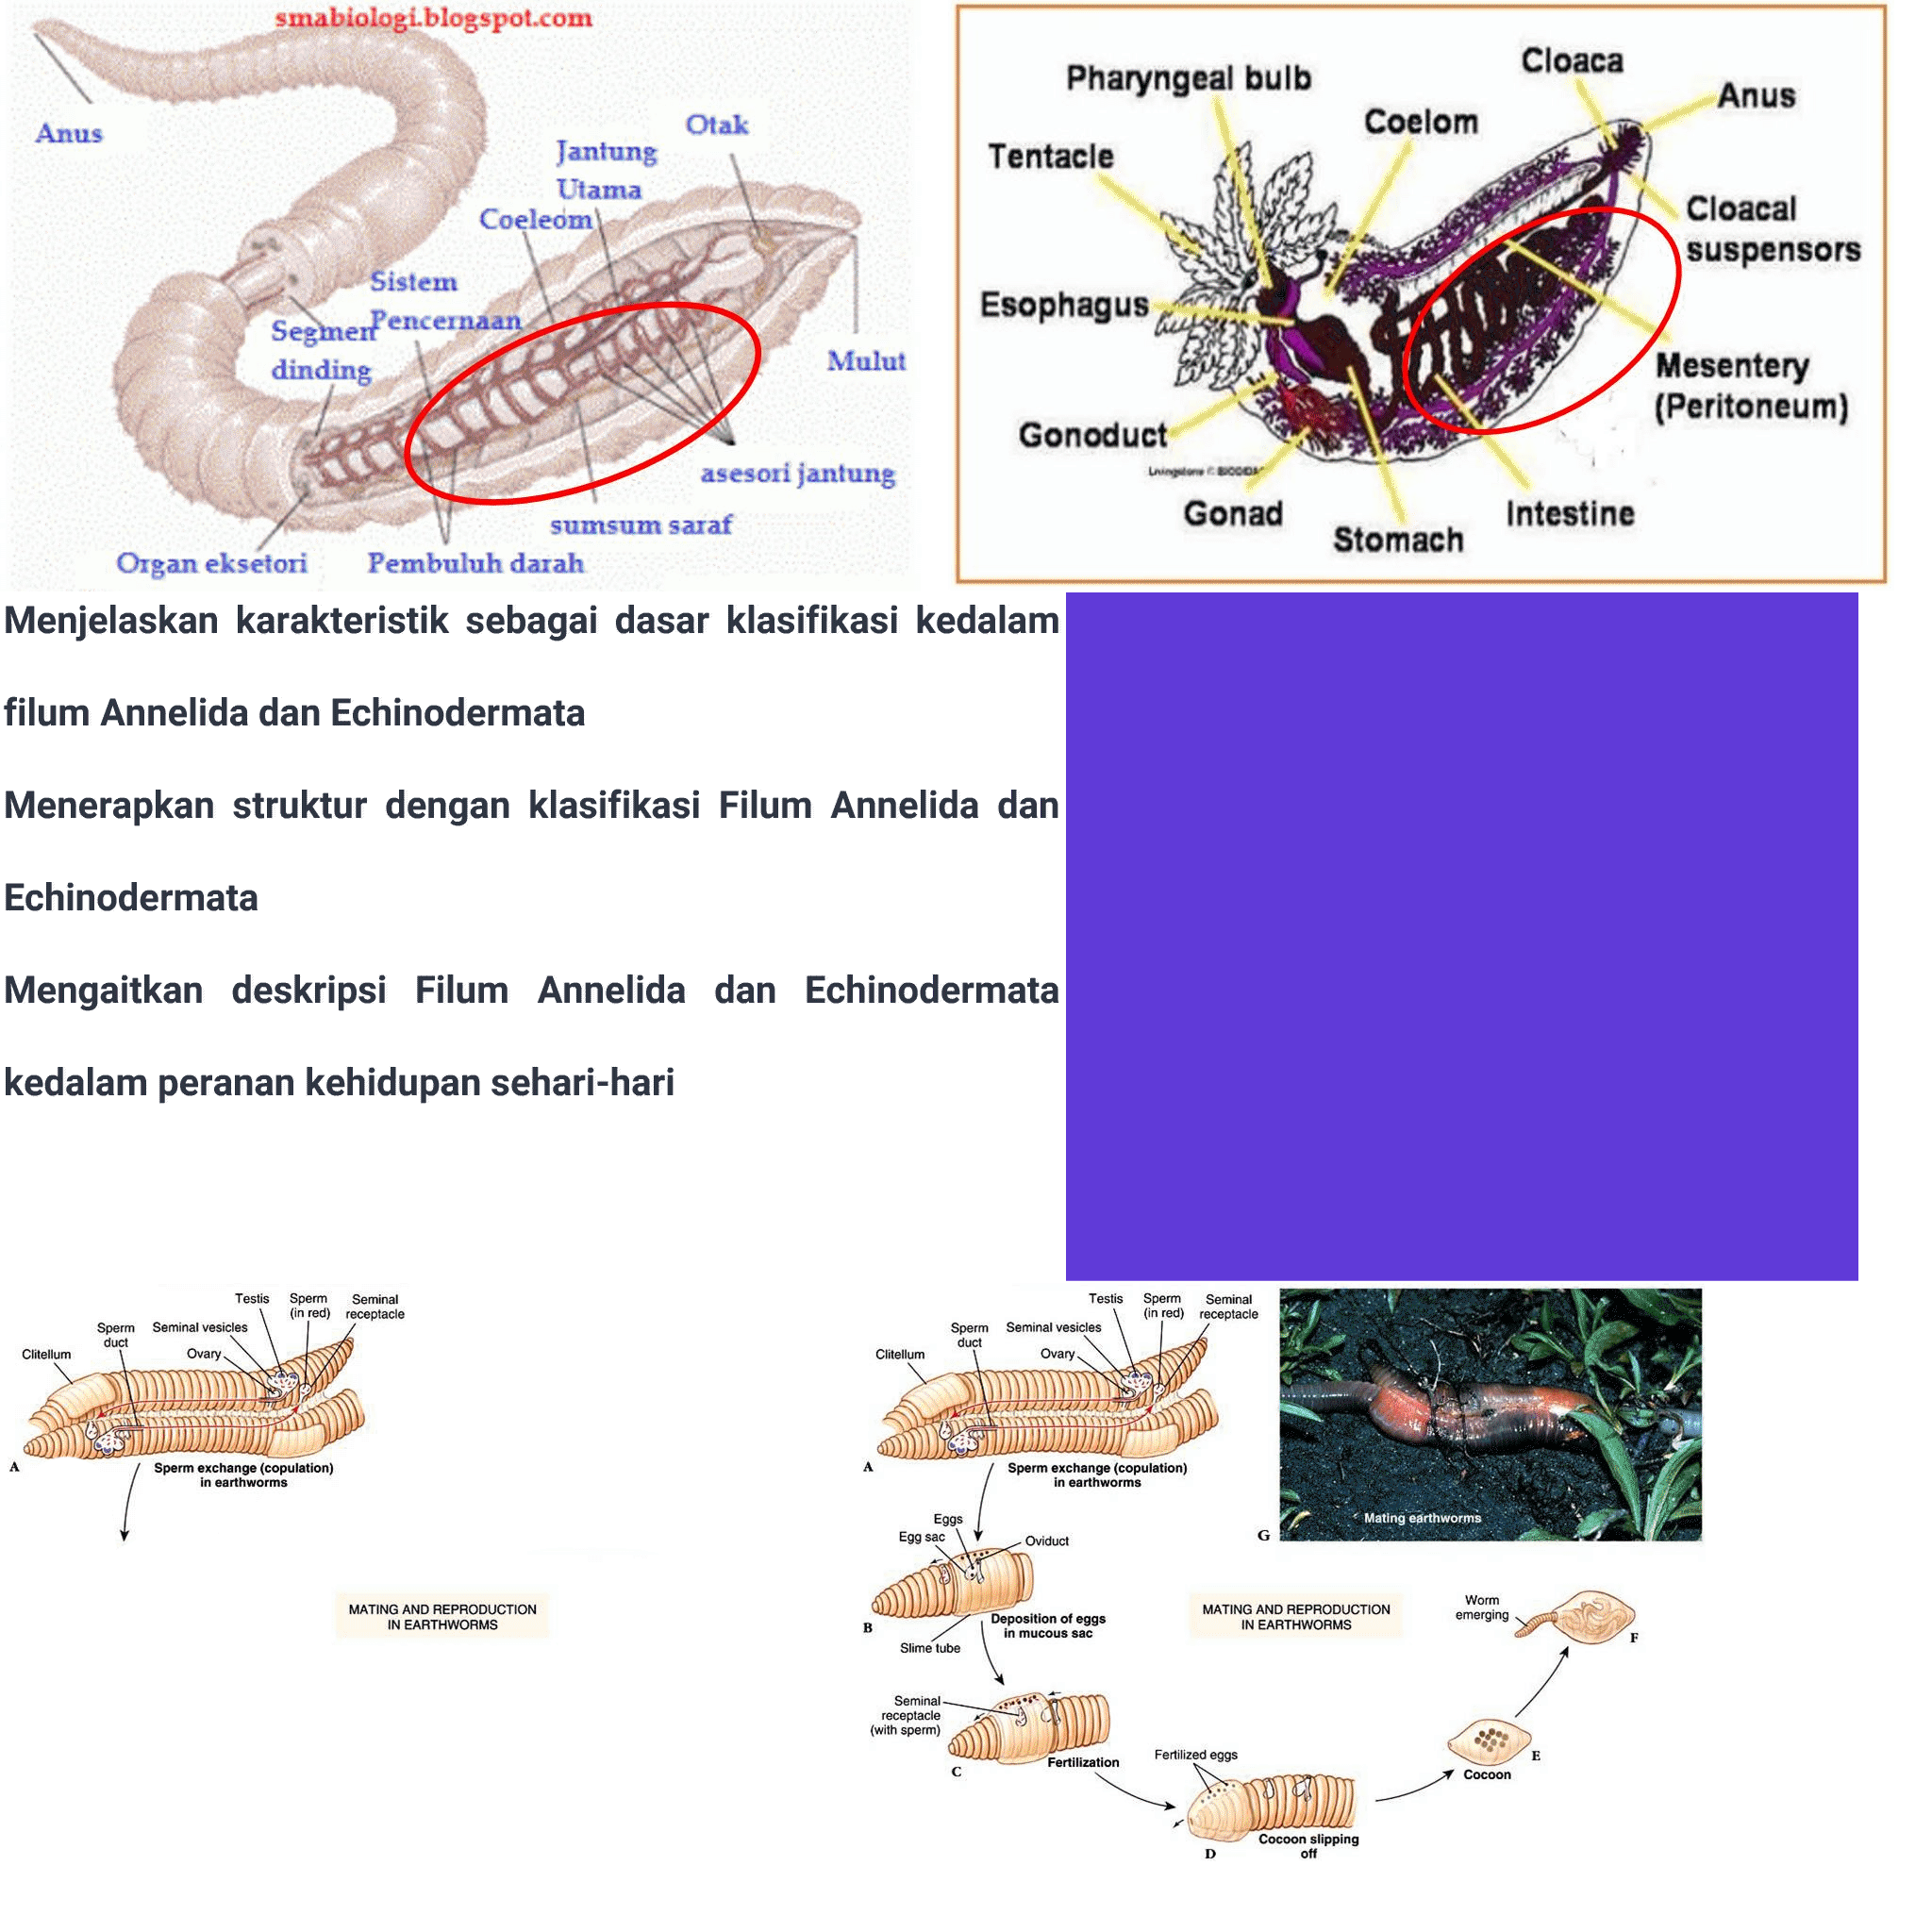 smabiologi.blogspot.com
Anus
Otak
Jantung
Utama
Coeleom
Sistem
Pencernaan
Segmen
dinding
Mulut
asesori jantung
sumsum saraf
Organ eksetori
Pembuluh darah
Cloaca
Pharyngeal bulb
Anus
Coelom
Tentacle
Cloacal
suspensors
Esophagus
Mesentery
(Peritoneum)
Gonoduct
Livingstone © BIODIDAC
Gonad
Intestine
Stomach
Menjelaskan karakteristik sebagai dasar klasifikasi kedalam
filum Annelida dan Echinodermata
Menerapkan struktur dengan klasifikasi Filum Annelida dan
Echinodermata
Mengaitkan deskripsi Filum Annelida dan Echinodermata
kedalam peranan kehidupan sehari-hari
Testis
Sperm
(in red)
Seminal
receptacle
Sperm
duct
Seminal vesicles
Clitellum
Ovary
A
Sperm exchange (copulation)
in earthworms
MATING AND REPRODUCTION
IN EARTHWORMS
Testis
Sperm
(in red)
Seminal
receptacle
Sperm
duct
Seminal vesicles
Clitellum
Ovary
A
Sperm exchange (copulation)
in earthworms
Mating earthworms
G
Eggs
Egg sac
Oviduct
B
Deposition of eggs
in mucous sac
Slime tube
MATING AND REPRODUCTION
IN EARTHWORMS
Worm
emerging
F
Seminal
receptacle
(with sperm)
C
Fertilization
Fertilized eggs
E
Cocoon
D
Cocoon slipping
off